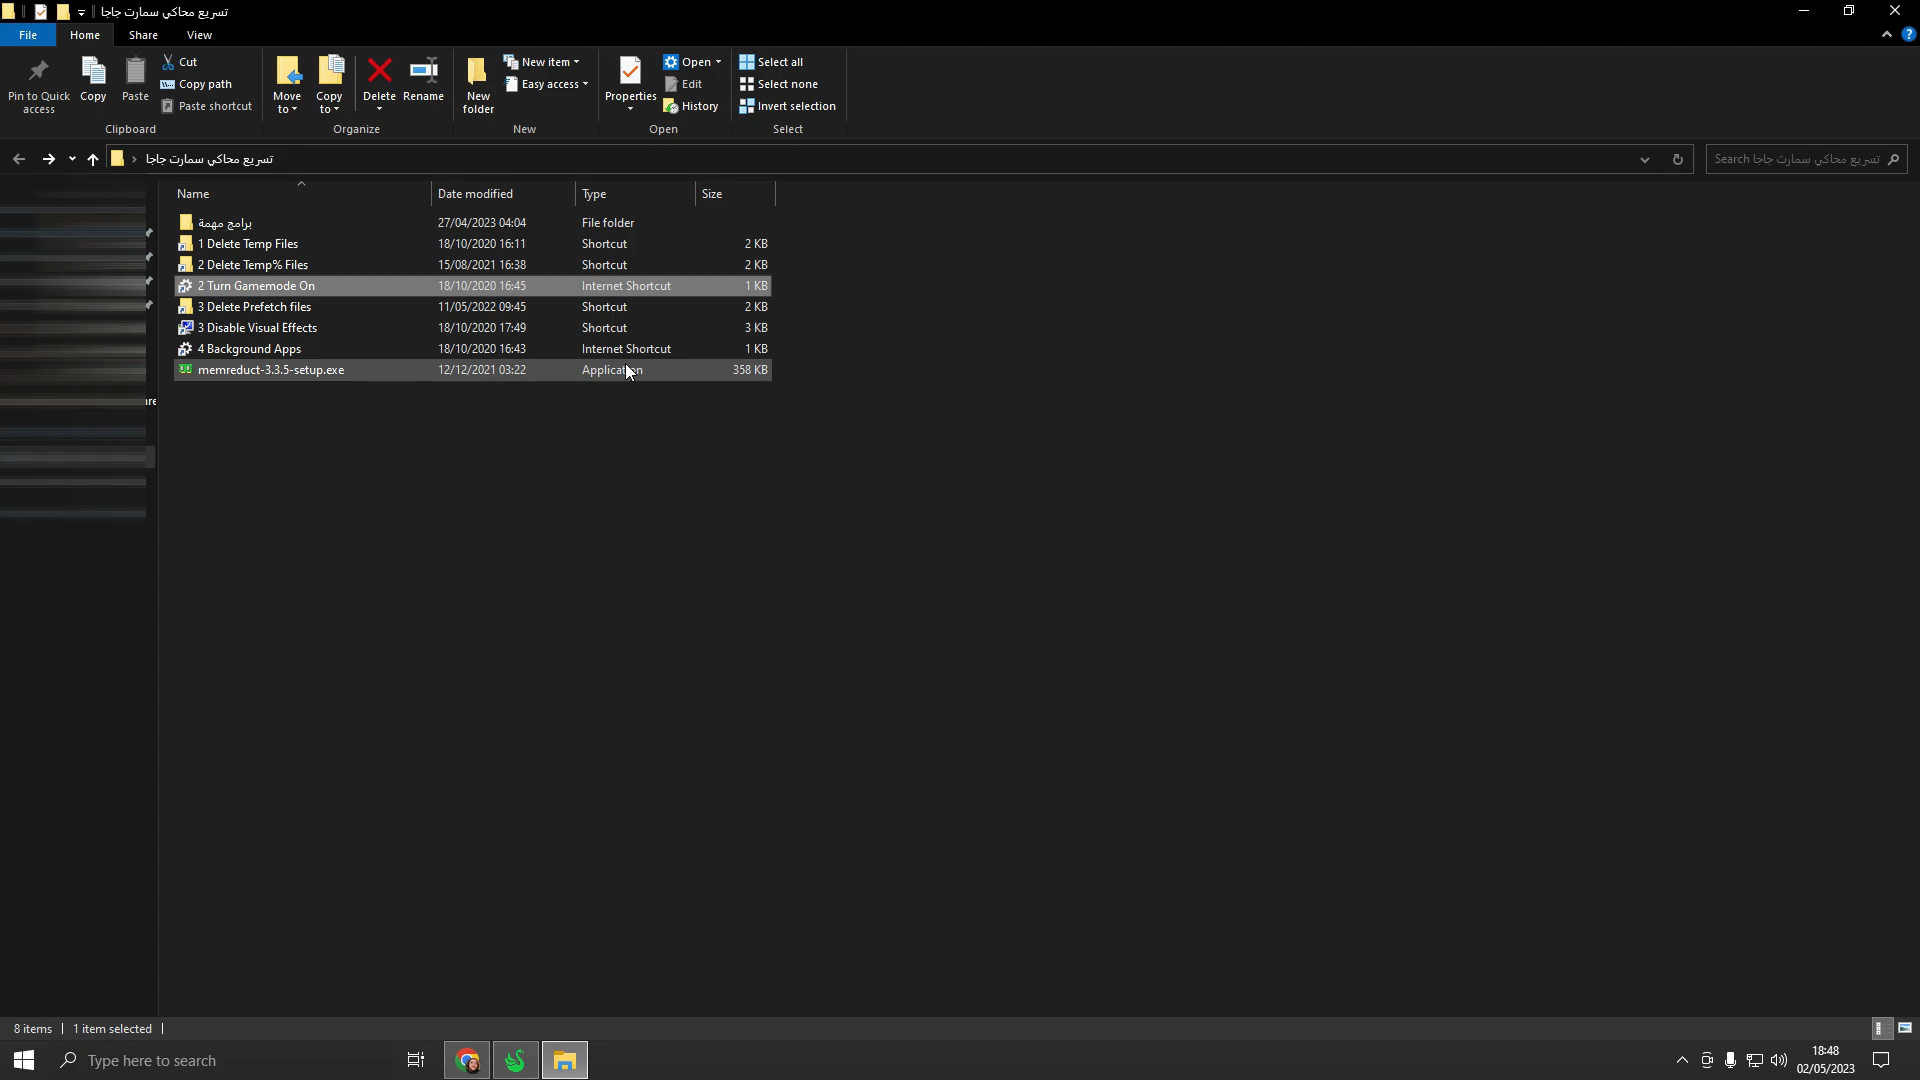 تسريع محاكي سمارت جاجا
File Home Share View
Pin to Quick access
Copy
Paste
Cut
Copy path
Paste shortcut
Clipboard
Move to
Copy to
Delete
Rename
Organize
New folder
New item
Easy access
New
Properties
Open
Edit
History
Open
Select all
Select none
Invert selection
Select
تسريع محاكي سمارت جاجا
Search تسريع محاكي سمارت جاجا
Name Date modified Type Size
برامج مهمة 27/04/2023 04:04 File folder
1 Delete Temp Files 18/10/2020 16:11 Shortcut 2 KB
2 Delete Temp% Files 15/08/2021 16:38 Shortcut 2 KB
2 Turn Gamemode On 18/10/2020 16:45 Internet Shortcut 1 KB
3 Delete Prefetch files 11/05/2022 09:45 Shortcut 2 KB
3 Disable Visual Effects 18/10/2020 17:49 Shortcut 3 KB
4 Background Apps 18/10/2020 16:43 Internet Shortcut 1 KB
memreduct-3.3.5-setup.exe 12/12/2021 03:22 Application 358 KB
8 items 1 item selected
Type here to search
18:48
02/05/2023